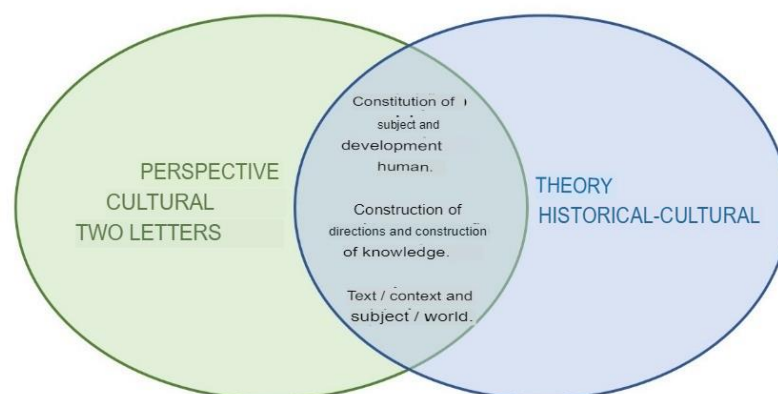 PERSPECTIVE
CULTURAL
TWO LETTERS
Constitution of
subject and
development
human.
Construction of
directions and construction
of knowledge.
Text / context and
subject / world.
THEORY
HISTORICAL-CULTURAL